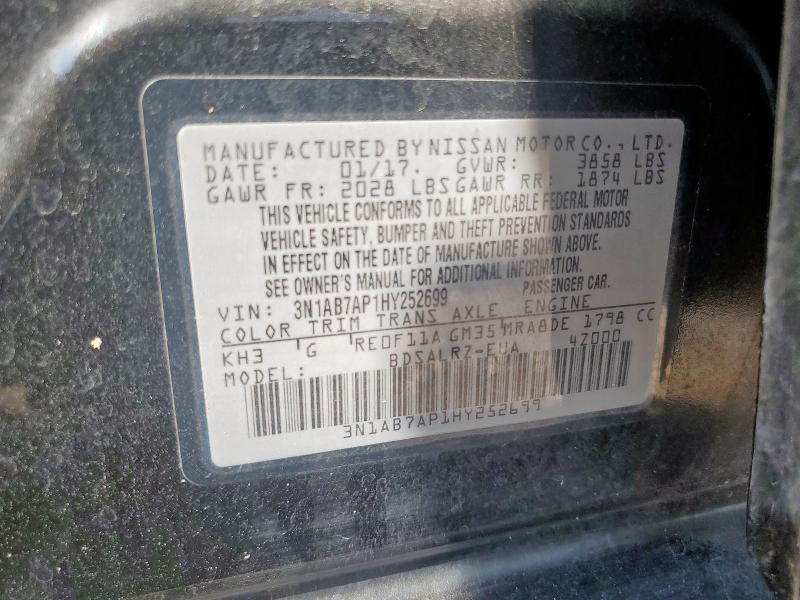 MANUFACTURED BY NISSAN MOTOR CO., LTD.
DATE: 01/17. GVWR: 3858 LBS
GAWR FR: 2028 LBS GAWR RR: 1874 LBS
THIS VEHICLE CONFORMS TO ALL APPLICABLE FEDERAL MOTOR
VEHICLE SAFETY, BUMPER AND THEFT PREVENTION STANDARDS
IN EFFECT ON THE DATE OF MANUFACTURE SHOWN ABOVE.
SEE OWNER'S MANUAL FOR ADDITIONAL INFORMATION.
VIN: 3N1AB7AP1HY252699 PASSENGER CAR.
COLOR TRIM TRANS AXLE ENGINE
KH3 'G 'RE0F11A GM35 MRA8DE 1798 CC
MODEL: BDSALRZ-EUA 4Z000
3N1AB7AP1HY252699